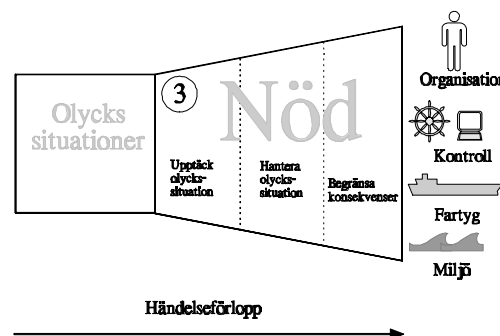 Olycks
situationer
3
Nöd
Upptäck
olycks-
situation
Hantera
olycks-
situation
Begränsa
konsekvenser
Organisation
Kontroll
Fartyg
Miljö
Händelseförlopp